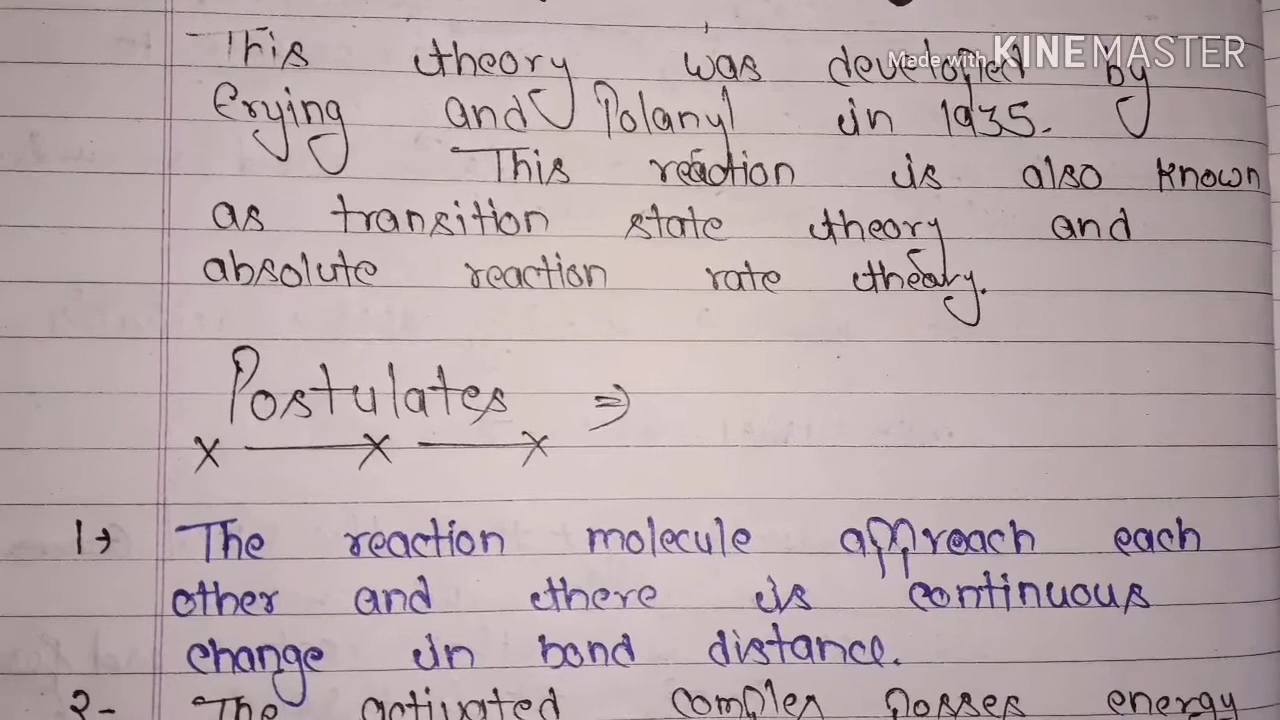 This theory was developed by
Made with KINEMASTER
Erying and Polanyl in 1935.
This reaction is also known
as transition state theory and
absolute reaction rate theory.
Postulates ⇒
x — x — x
1→ The reaction molecule approach each
other and there is continuous
change in bond distance.
2- The activated complex posses energy